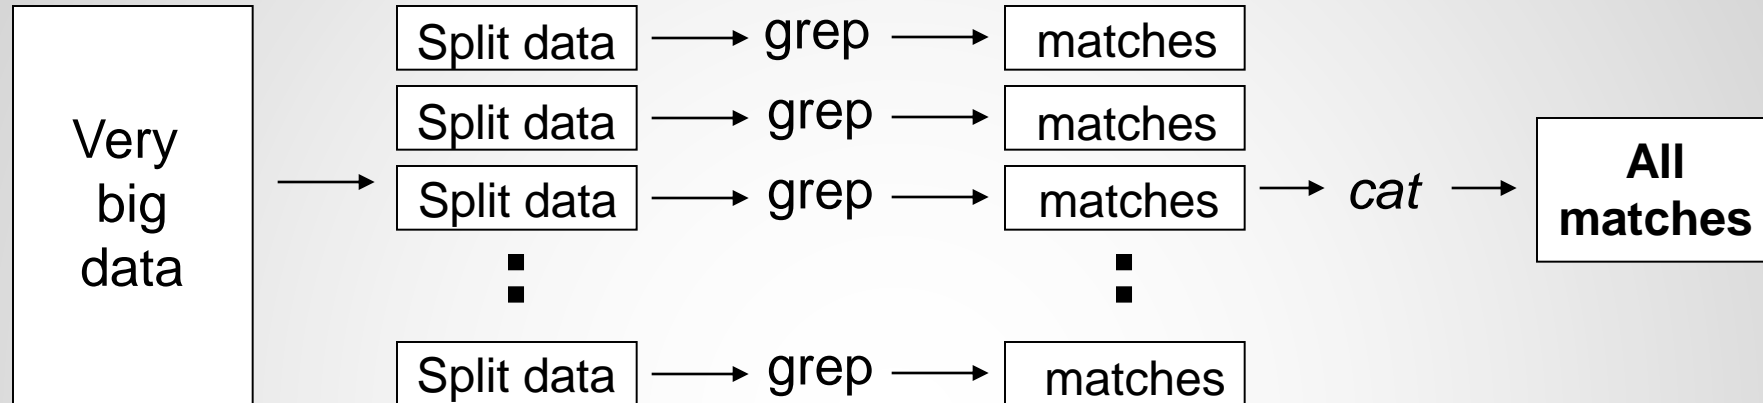 Very
big
data
Split data grep matches
Split data grep matches
Split data grep matches
Split data grep matches
cat
All
matches